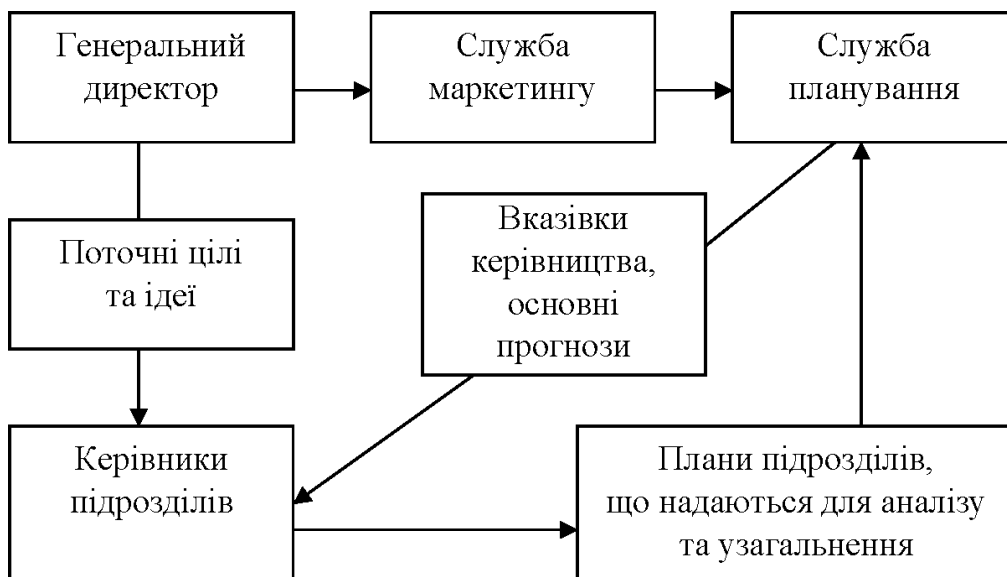 Генеральний
директор
Служба
маркетингу
Служба
планування
Поточні цілі
та ідеї
Вказівки
керівництва,
основні
прогнози
Керівники
підрозділів
Плани підрозділів,
що надаються для аналізу
та узагальнення